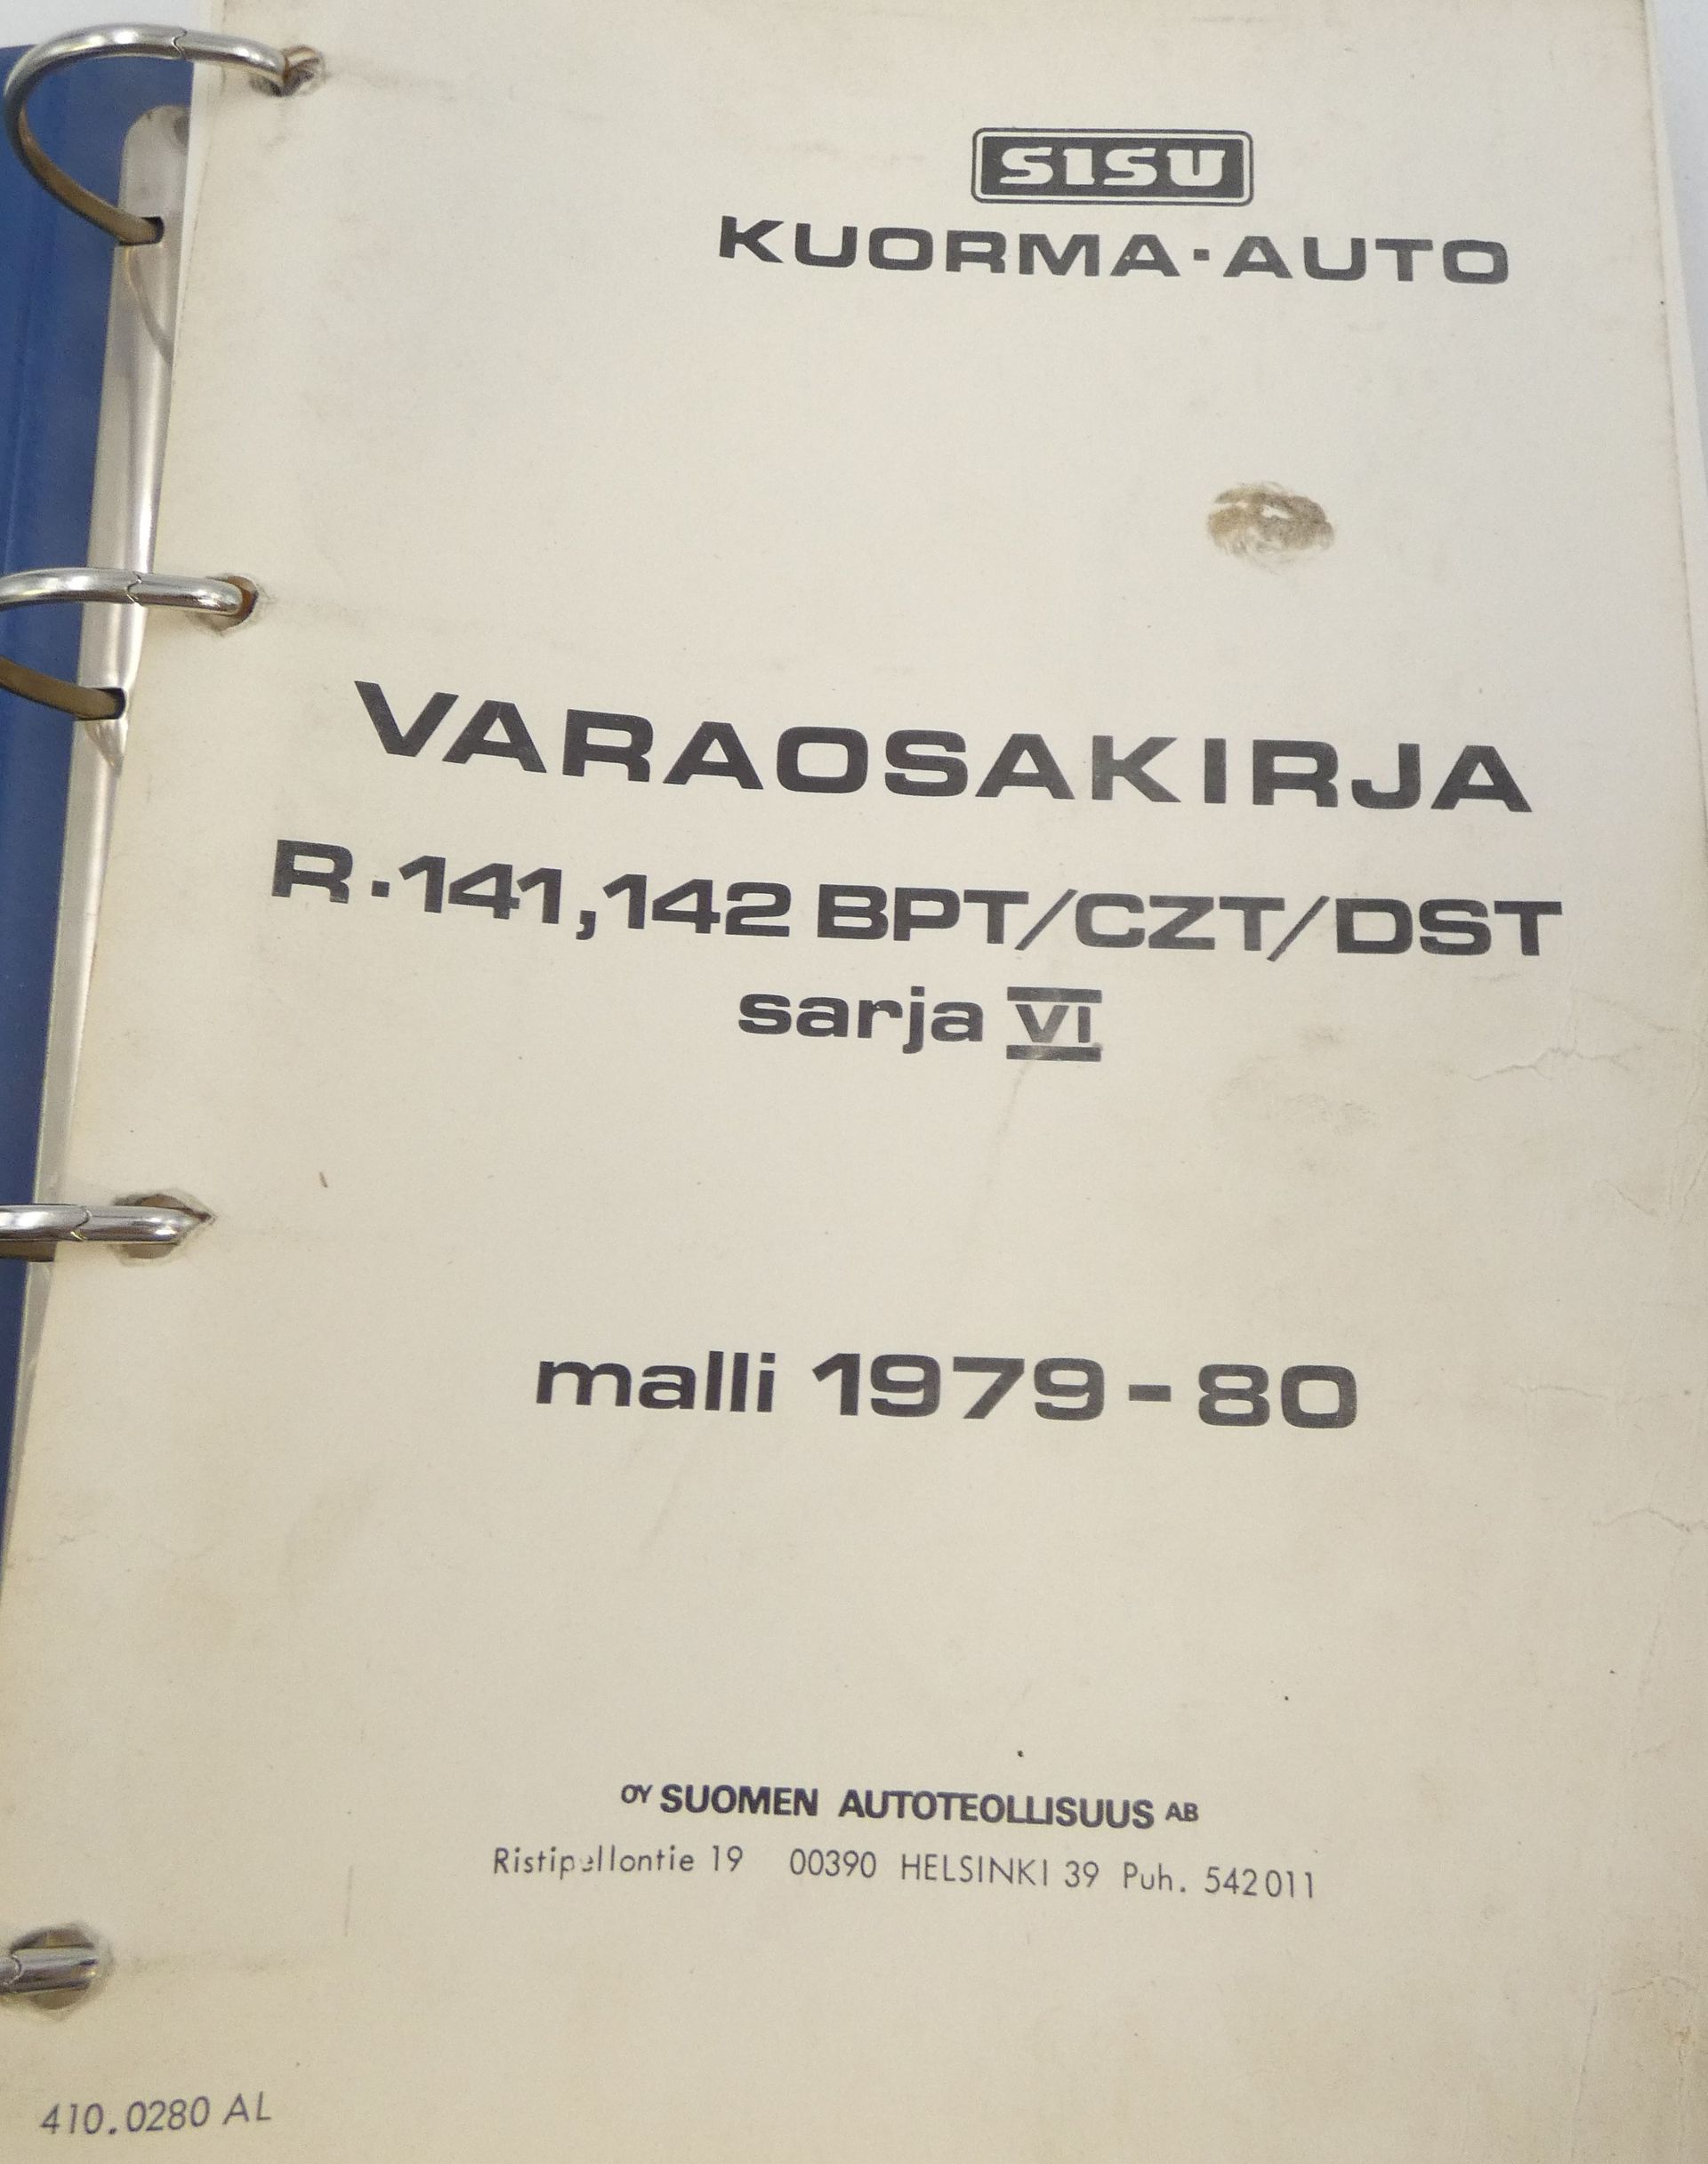 SISU
KUORMA-AUTO
VARAOSAKIRJA
R-141,142 BPT/CZT/DST
sarja VI
malli 1979-80
OY SUOMEN AUTOTEOLLISUUS AB
Ristipellontie 19 00390 HELSINKI 39 Puh. 542011
410.0280 AL